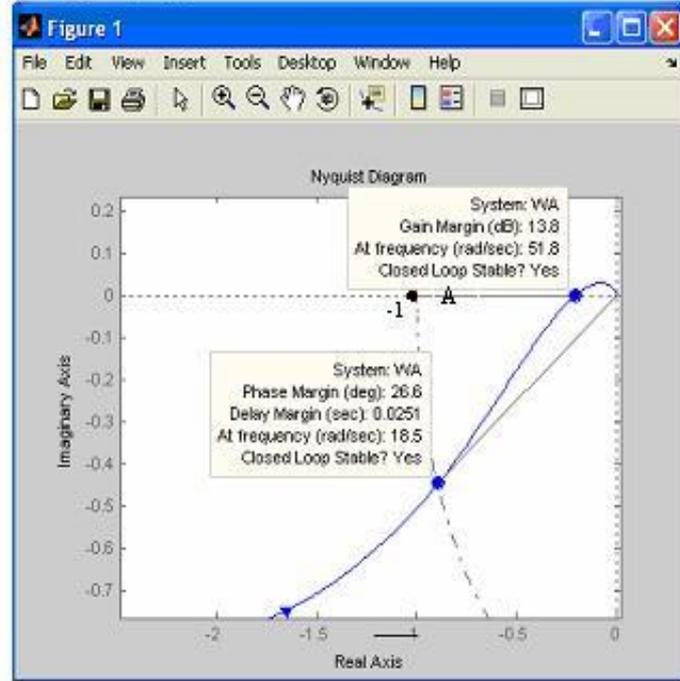 Figure 1
File Edit View Insert Tools Desktop Window Help
Nyquist Diagram
System: WA
Gain Margin (dB): 13.8
At frequency (rad/sec): 51.8
Closed Loop Stable? Yes
0.2
0.1
0
-0.1
-0.2
-0.3
-0.4
-0.5
-0.6
-0.7
Imaginary Axis
-1
A
System: WA
Phase Margin (deg): 26.6
Delay Margin (sec): 0.0251
At frequency (rad/sec): 18.5
Closed Loop Stable? Yes
-2 -1.5 -1 -0.5 0
Real Axis